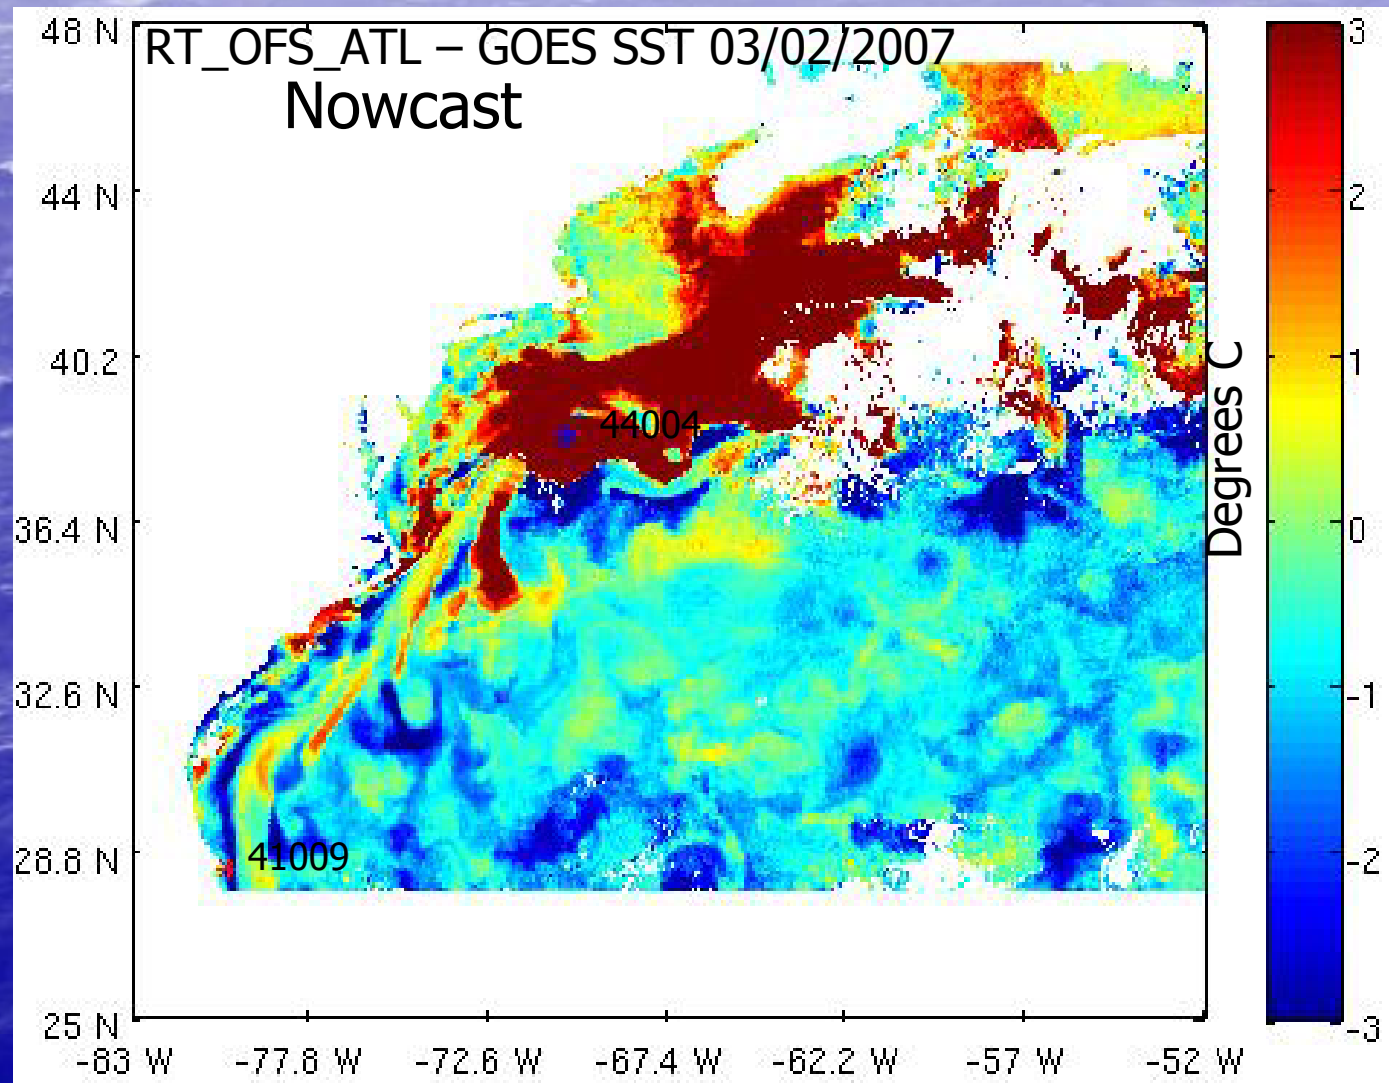 RT_OFS_ATL – GOES SST 03/02/2007
Nowcast
48 N
44 N
40.2
36.4 N
32.6 N
28.8 N
25 N
-83 W
-77.8 W
-72.6 W
-67.4 W
-62.2 W
-57 W
-52 W
44004
41009
Degrees C
3
2
1
0
-1
-2
-3